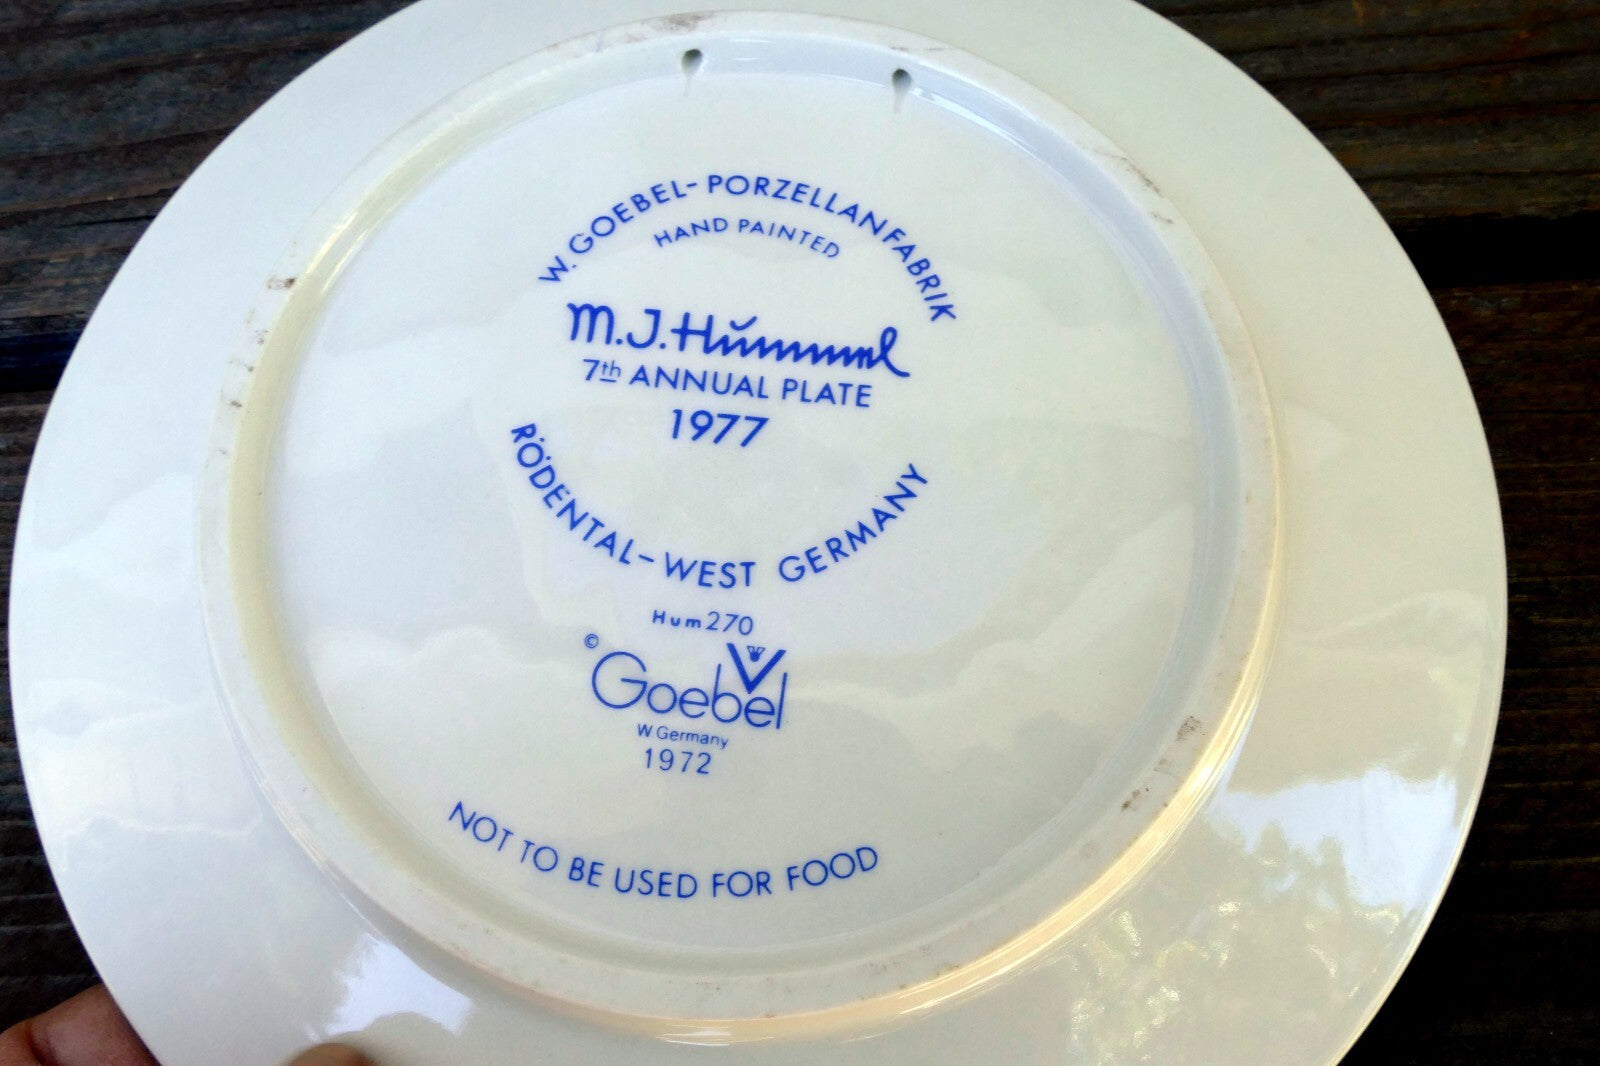 W. GOEBEL-PORZELLANFABRIK
HAND PAINTED
M.J.Hummel
7th ANNUAL PLATE
1977
RÖDENTAL-WEST GERMANY
Hum 270
© Goebel
W. Germany
1972
NOT TO BE USED FOR FOOD